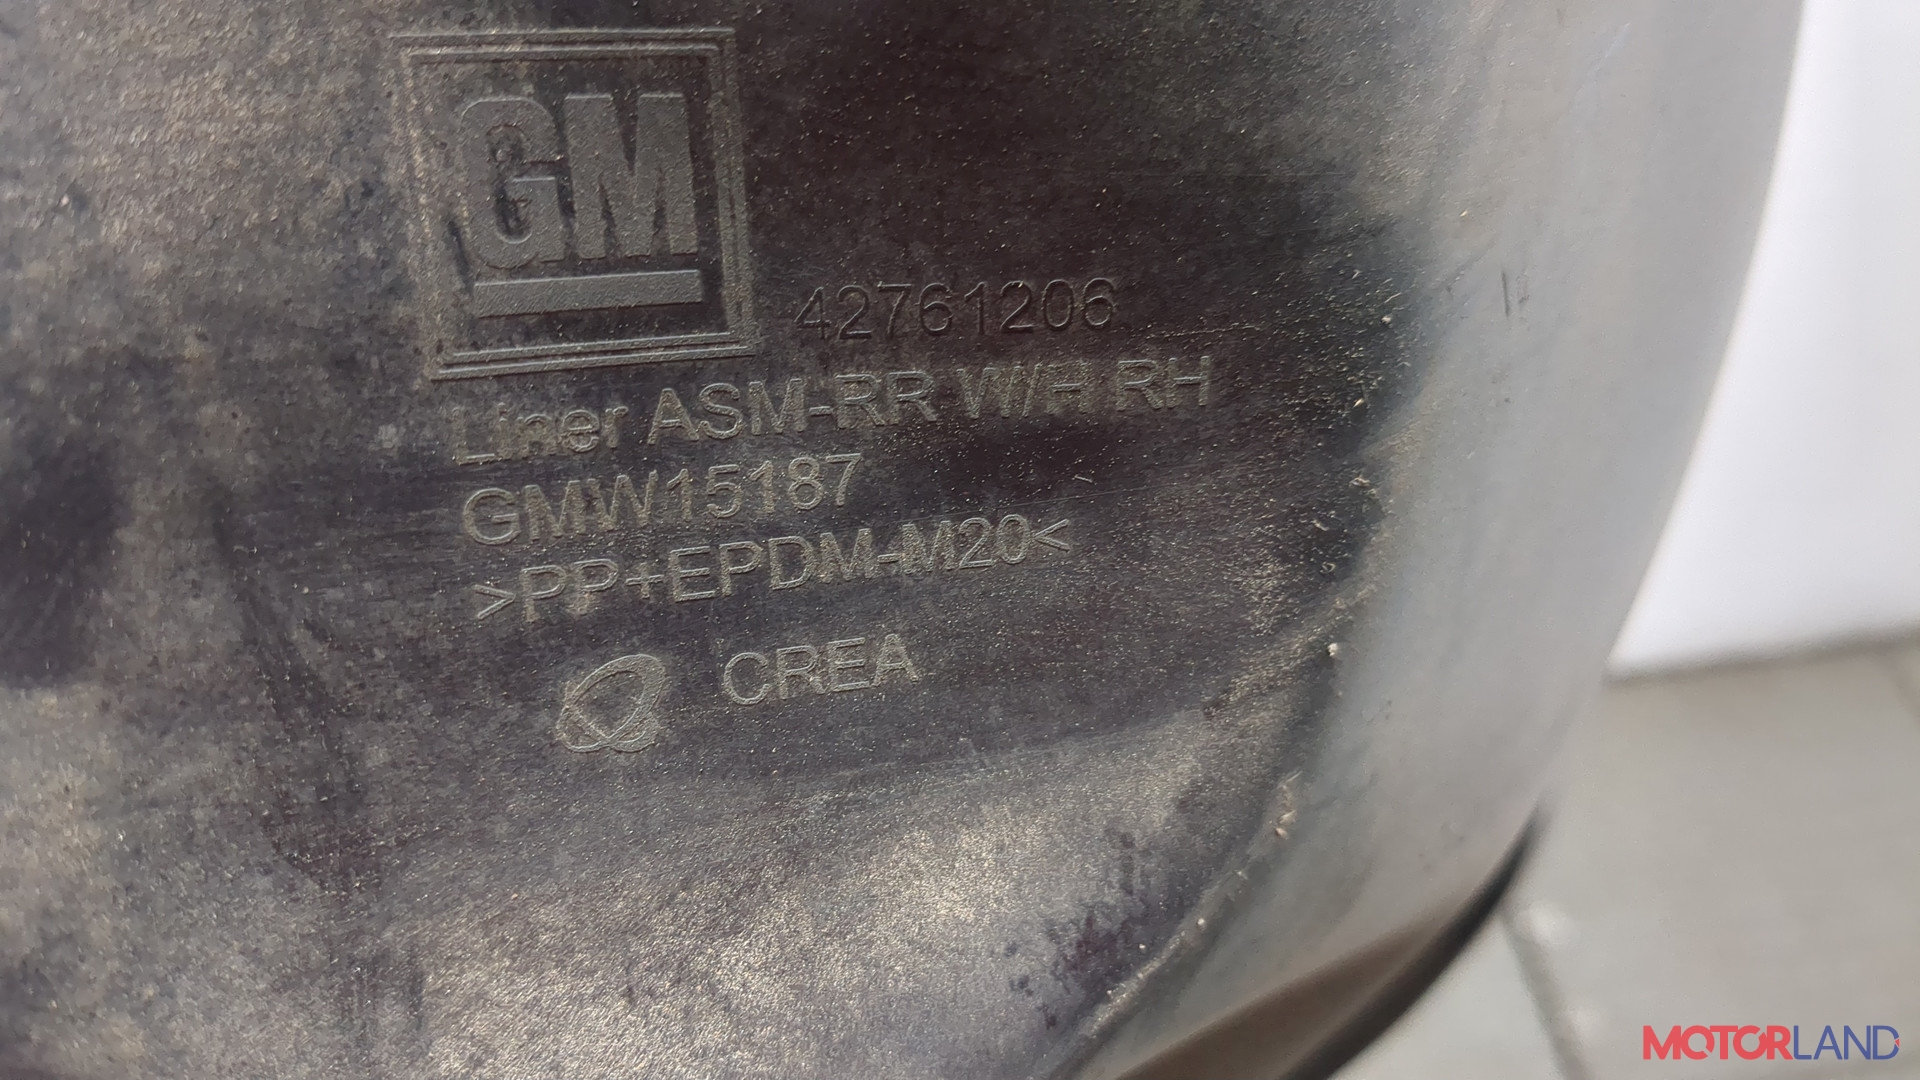 GM
42761206
Liner ASM-RR W/H RH
GMW15187
>PP+EPDM-M20<
CREA
MOTORLAND